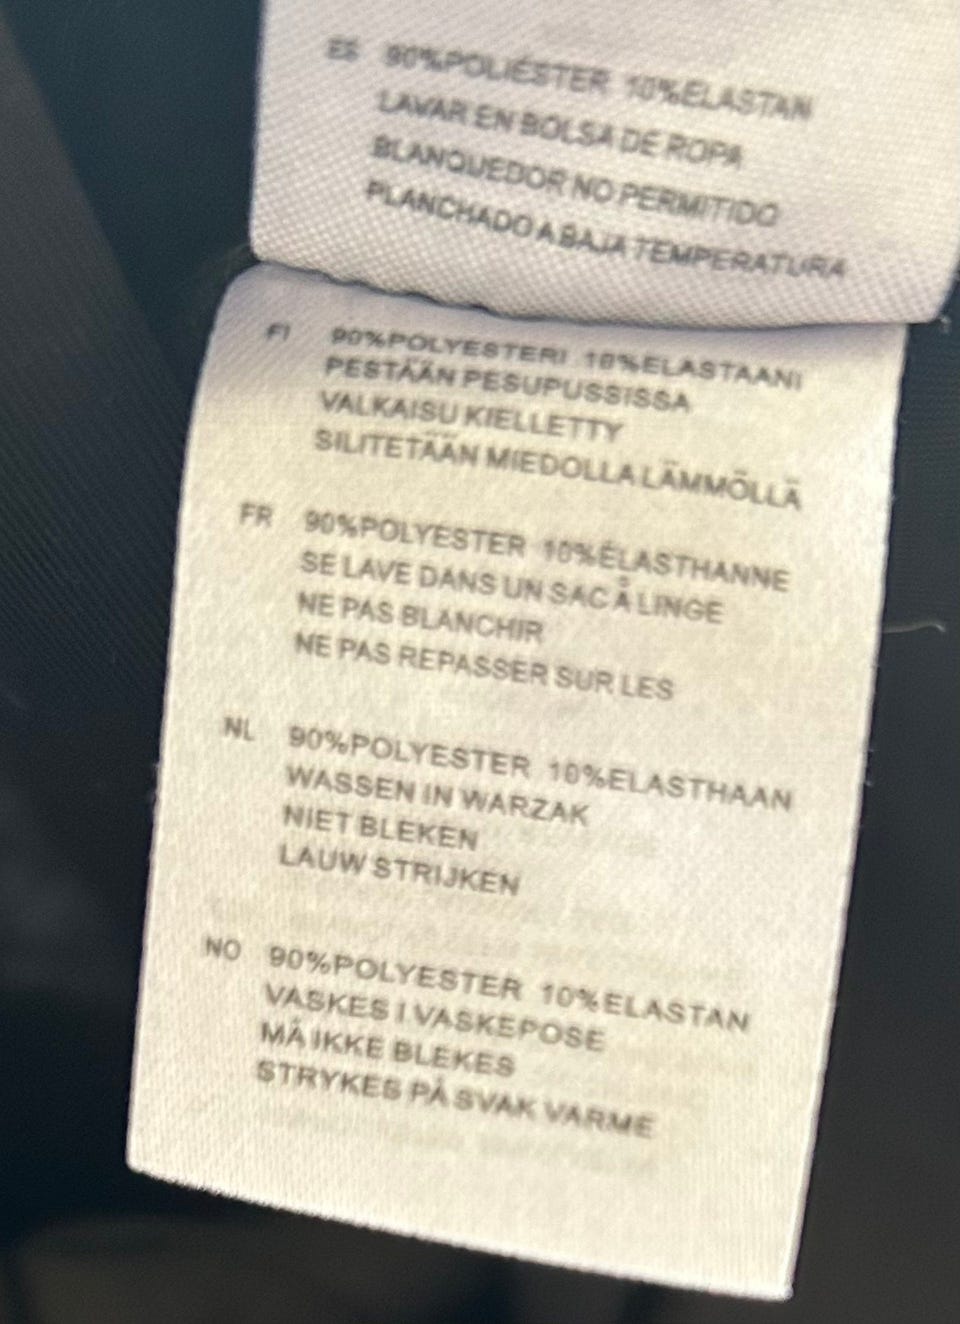 ES 90%POLIÉSTER 10%ELASTAN
LAVAR EN BOLSA DE ROPA
BLANQUEDOR NO PERMITIDO
PLANCHADO A BAJA TEMPERATURA
FI 90%POLYESTERI 10%ELASTAANI
PESTÄÄN PESUPUSSISSA
VALKAISU KIELLETTY
SILITETÄÄN MIEDOLLA LÄMMÖLLÄ
FR 90%POLYESTER 10%ÉLASTHANNE
SE LAVE DANS UN SAC Å LINGE
NE PAS BLANCHIR
NE PAS REPASSER SUR LES
NL 90%POLYESTER 10%ELASTHAAN
WASSEN IN WARZAK
NIET BLEKEN
LAUW STRIJKEN
NO 90%POLYESTER 10%ELASTAN
VASKES I VASKEPOSE
MÅ IKKE BLEKES
STRYKES PÅ SVAK VARME